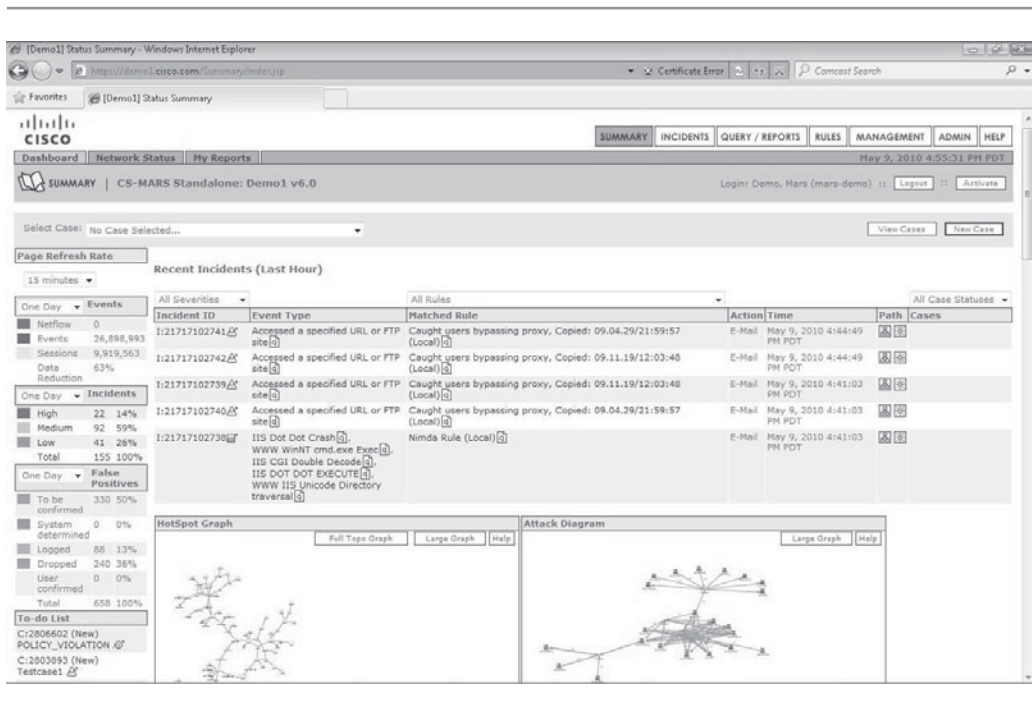 [Demo1] Status Summary - Windows Internet Explorer
https://demo1.cisco.com/Summary/index.jsp
Certificate Error
Comcast Search
Favorites
[Demo1] Status Summary
CISCO
SUMMARY INCIDENTS QUERY / REPORTS RULES MANAGEMENT ADMIN HELP
Dashboard Network Status My Reports
May 9, 2010 4:55:31 PM PDT
SUMMARY | CS-MARS Standalone: Demo1 v6.0
Login: Demo, Mars (mars-demo) :: Logout :: Activate
Select Case: No Case Selected...
View Cases New Case
Page Refresh Rate
15 minutes
One Day Events
Netflow 0
Events 26,898,993
Sessions 9,919,563
Data Reduction 63%
One Day Incidents
High 22 14%
Medium 92 59%
Low 41 26%
Total 155 100%
One Day False Positives
To be confirmed 330 50%
System determined 0 0%
Logged 88 13%
Dropped 240 36%
User confirmed 0 0%
Total 658 100%
To-do List
C:2806602 (New)
POLICY_VIOLATION
C:2803893 (New)
Testcase1
Recent Incidents (Last Hour)
All Severities All Rules All Case Statuses
Incident ID Event Type Matched Rule Action Time Path Cases
I:21717102741 Accessed a specified URL or FTP site q Caught users bypassing proxy, Copied: 09.04.29/21:59:57 (Local) q E-Mail May 9, 2010 4:44:49 PM PDT
I:21717102742 Accessed a specified URL or FTP site q Caught users bypassing proxy, Copied: 09.11.19/12:03:48 (Local) q E-Mail May 9, 2010 4:44:49 PM PDT
I:21717102739 Accessed a specified URL or FTP site q Caught users bypassing proxy, Copied: 09.11.19/12:03:48 (Local) q E-Mail May 9, 2010 4:41:03 PM PDT
I:21717102740 Accessed a specified URL or FTP site q Caught users bypassing proxy, Copied: 09.04.29/21:59:57 (Local) q E-Mail May 9, 2010 4:41:03 PM PDT
I:21717102738 IIS Dot Dot Crash q, Nimda Rule (Local) q E-Mail May 9, 2010 4:41:03 PM PDT
WWW WinNT cmd.exe Exec q,
IIS CGI Double Decode q,
IIS DOT DOT EXECUTE q,
WWW IIS Unicode Directory
traversal q
HotSpot Graph
Full Topo Graph Large Graph Help
Attack Diagram
Large Graph Help